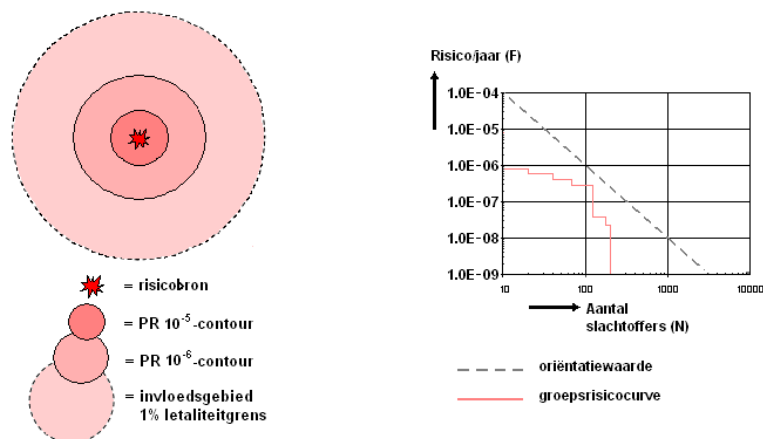 = risicobron
= PR 10⁻⁵-contour
= PR 10⁻⁶-contour
= invloedsgebied
1% letaliteitgrens
Risico/jaar (F)
1.0E-04
1.0E-05
1.0E-06
1.0E-07
1.0E-08
1.0E-09
10 100 1000 10000
Aantal
slachtoffers (N)
oriëntatiewaarde
groepsrisicocurve